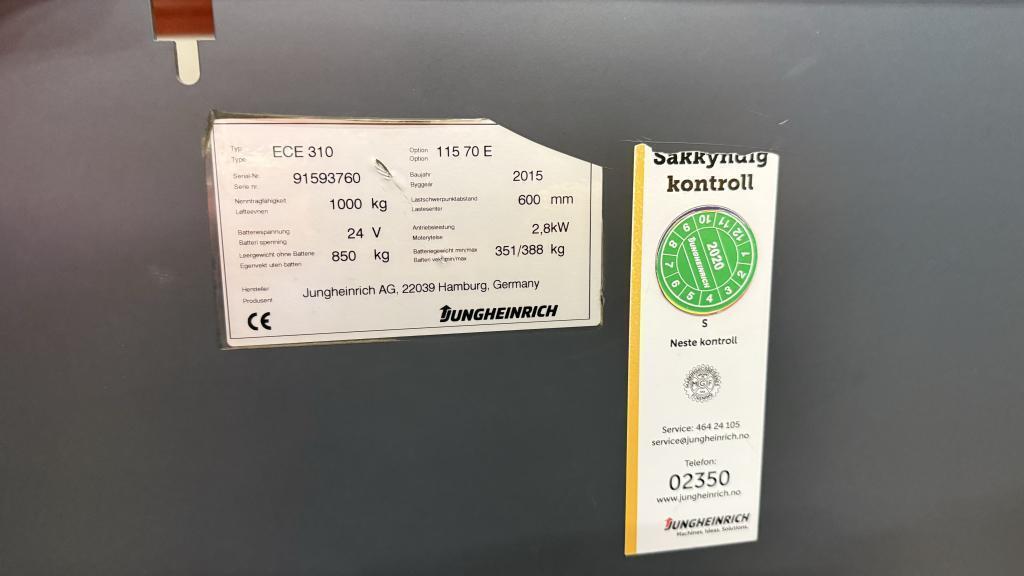 Typ
Type
ECE 310
Option
Option
115 70 E
Serial-Nr.
Serie nr.
91593760
Baujahr
Byggeår
2015
Nenntragfähigkeit
Løfteevnen
1000 kg
Lastschwerpunktabstand
Lastesenter
600 mm
Batteriespannung
Batteri spenning
24 V
Antriebsleistung
Motorytelse
2,8kW
Leergewicht ohne Batterie
Egenvekt uten batteri
850 kg
Batteriegewicht min/max
Batteri vekt min/max
351/388 kg
Hersteller
Produsent
Jungheinrich AG, 22039 Hamburg, Germany
CE
JUNGHEINRICH
Sakkyndig
kontroll
2020
JUNGHEINRICH
1 2 3 4 5 6 7 8 9 10 11 12
S
Neste kontroll
Service: 464 24 105
service@jungheinrich.no
Telefon:
02350
www.jungheinrich.no
JUNGHEINRICH
Machines. Ideas. Solutions.